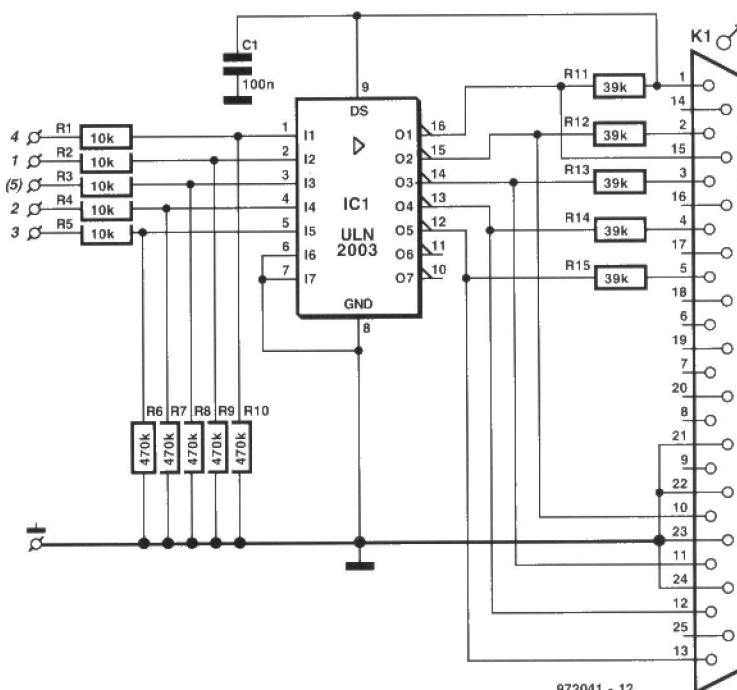 K1
C1
100n
9
DS
4 R1 10k 1 I1
1 R2 10k 2 I2
(5) R3 10k 3 I3
2 R4 10k 4 I4
3 R5 10k 5 I5
6 I6
7 I7
IC1
ULN
2003
GND
8
O1 16
O2 15
O3 14
O4 13
O5 12
O6 11
O7 10
R11 39k 1
14
R12 39k 2
15
R13 39k 3
16
R14 39k 4
17
R15 39k 5
18
6
19
7
20
8
21
9
22
10
23
11
24
12
25
13
R6 R7 R8 R9 R10
470k 470k 470k 470k 470k
972041 - 12